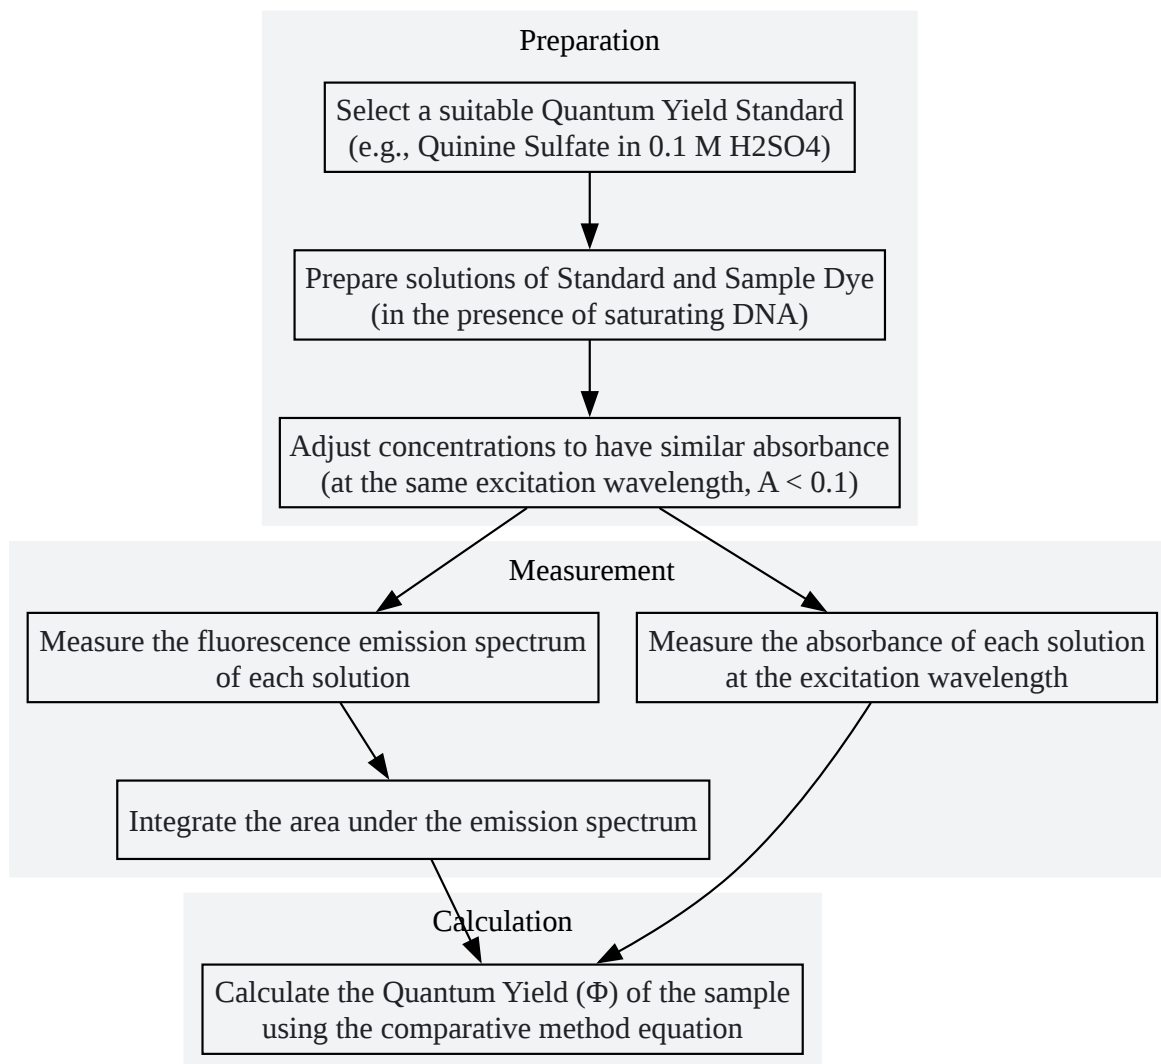 Preparation
Select a suitable Quantum Yield Standard
(e.g., Quinine Sulfate in 0.1 M H2SO4)
Prepare solutions of Standard and Sample Dye
(in the presence of saturating DNA)
Adjust concentrations to have similar absorbance
(at the same excitation wavelength, A < 0.1)
Measurement
Measure the fluorescence emission spectrum
of each solution
Measure the absorbance of each solution
at the excitation wavelength
Integrate the area under the emission spectrum
Calculation
Calculate the Quantum Yield (Φ) of the sample
using the comparative method equation